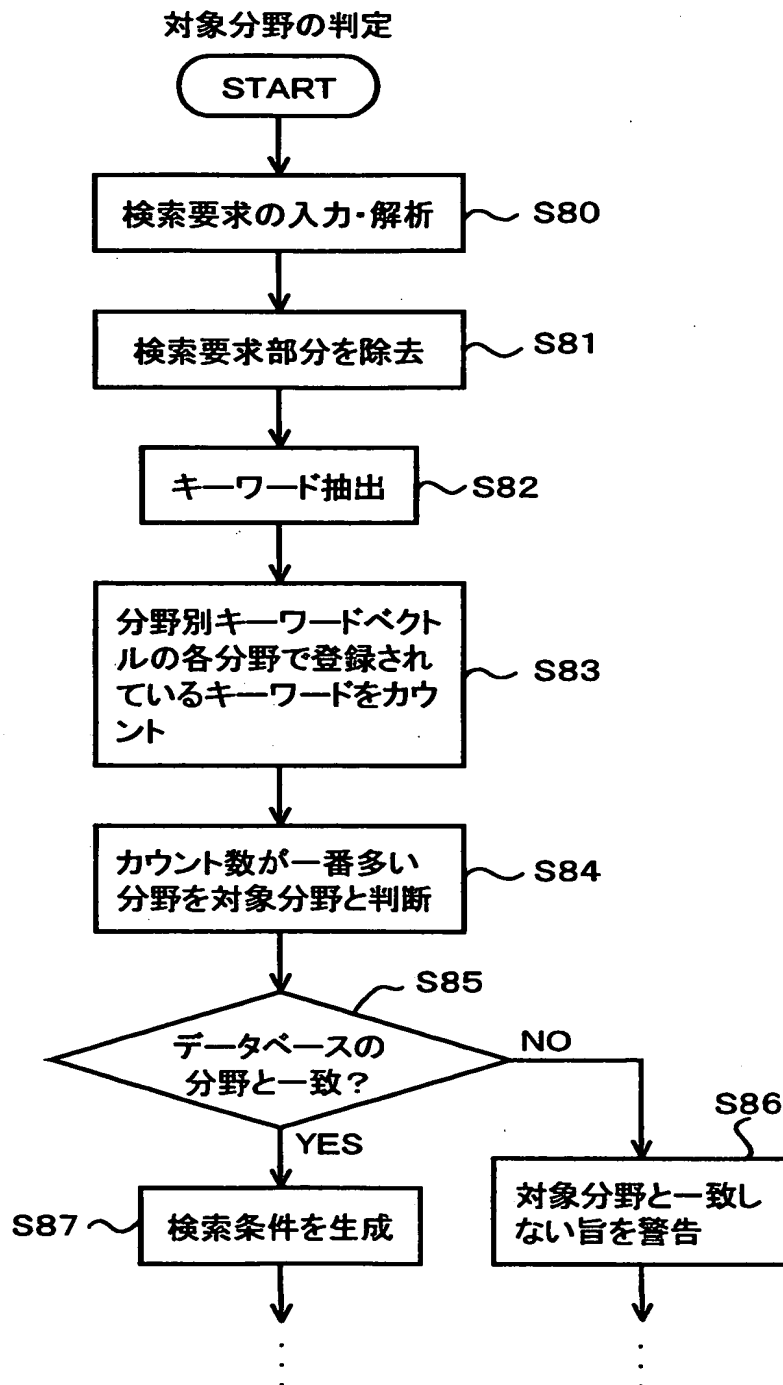 対象分野の判定
START
検索要求の入力・解析
S80
検索要求部分を除去
S81
キーワード抽出
S82
分野別キーワードベクト
ルの各分野で登録され
ているキーワードをカウ
ント
S83
カウント数が一番多い
分野を対象分野と判断
S84
S85
データベースの
分野と一致?
NO
YES
S86
対象分野と一致し
ない旨を警告
S87
検索条件を生成